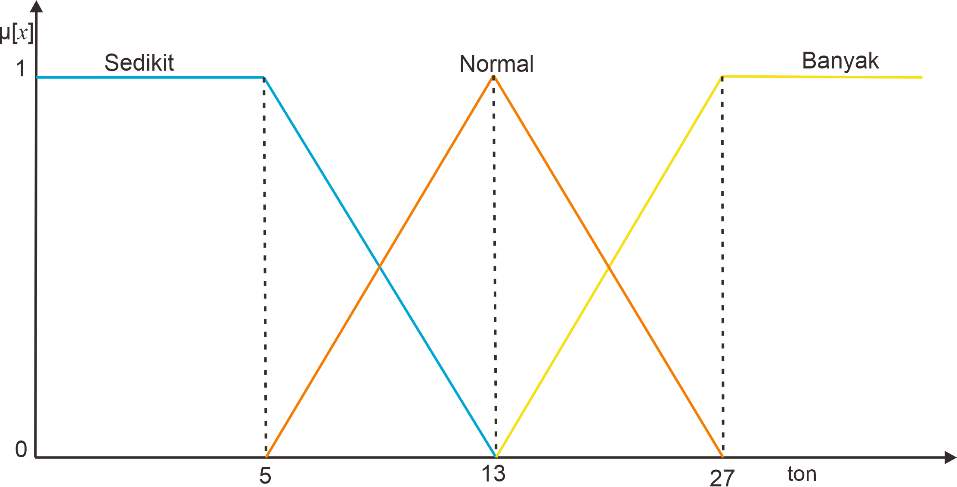 μ[x]
1
Sedikit
Normal
Banyak
0
5
13
27
ton